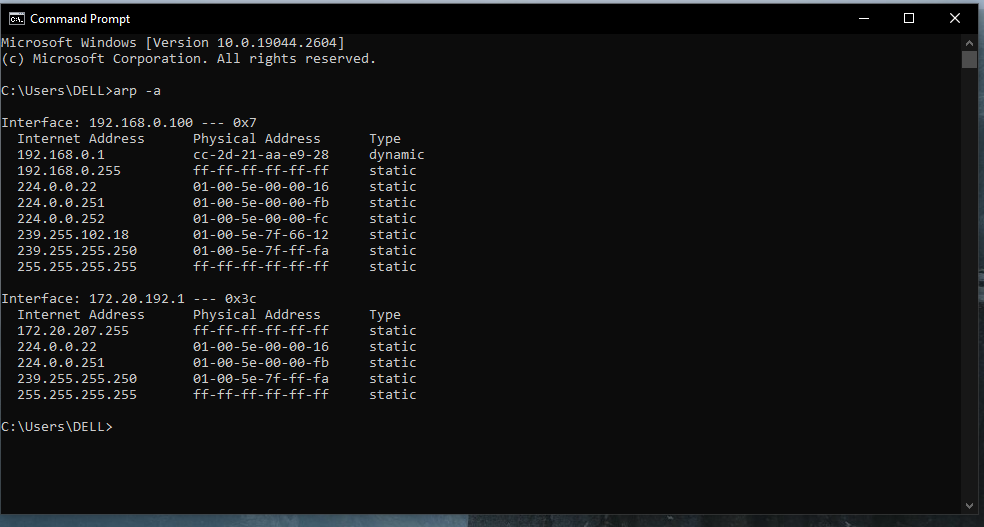 Command Prompt
Microsoft Windows [Version 10.0.19044.2604]
(c) Microsoft Corporation. All rights reserved.
C:\Users\DELL>arp -a
Interface: 192.168.0.100 --- 0x7
  Internet Address      Physical Address      Type
  192.168.0.1           cc-2d-21-aa-e9-28     dynamic
  192.168.0.255         ff-ff-ff-ff-ff-ff     static
  224.0.0.22            01-00-5e-00-00-16     static
  224.0.0.251           01-00-5e-00-00-fb     static
  224.0.0.252           01-00-5e-00-00-fc     static
  239.255.102.18        01-00-5e-7f-66-12     static
  239.255.255.250       01-00-5e-7f-ff-fa     static
  255.255.255.255       ff-ff-ff-ff-ff-ff     static
Interface: 172.20.192.1 --- 0x3c
  Internet Address      Physical Address      Type
  172.20.207.255        ff-ff-ff-ff-ff-ff     static
  224.0.0.22            01-00-5e-00-00-16     static
  224.0.0.251           01-00-5e-00-00-fb     static
  239.255.255.250       01-00-5e-7f-ff-fa     static
  255.255.255.255       ff-ff-ff-ff-ff-ff     static
C:\Users\DELL>